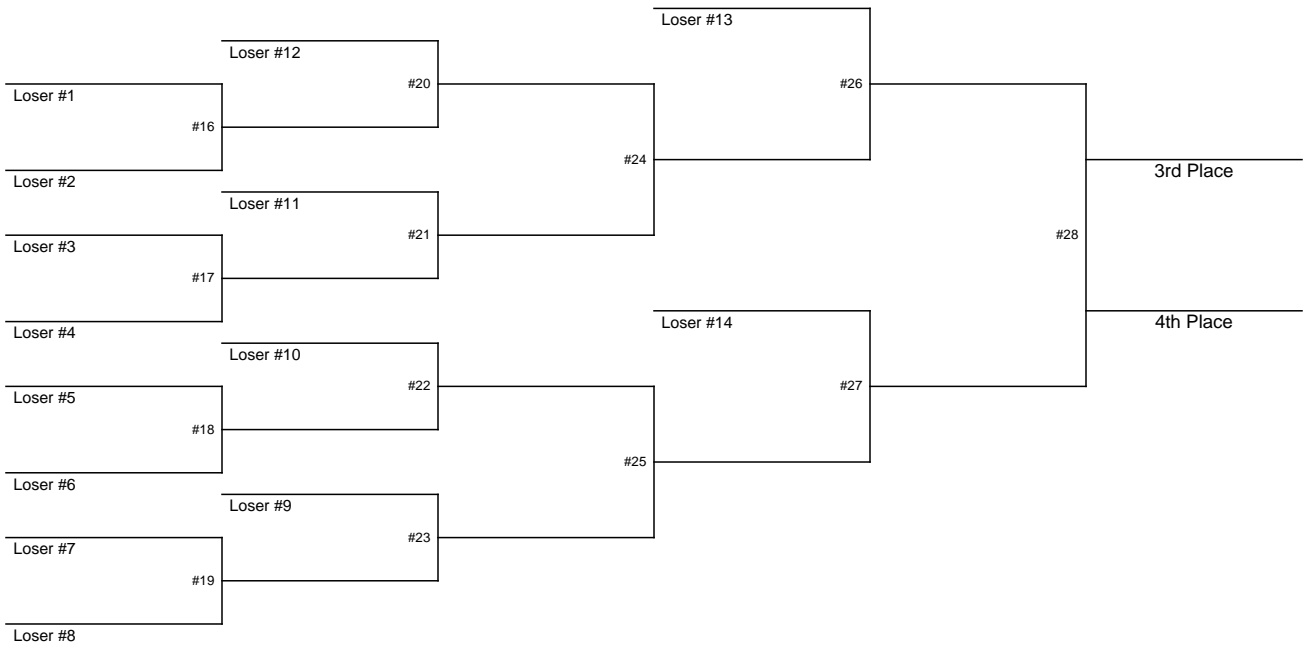 Loser #13
Loser #12
#20
#26
Loser #1
#16
#24
3rd Place
Loser #2
Loser #11
#21
#28
Loser #3
#17
Loser #14
4th Place
Loser #4
Loser #10
#22
#27
Loser #5
#18
#25
Loser #6
Loser #9
#23
Loser #7
#19
Loser #8